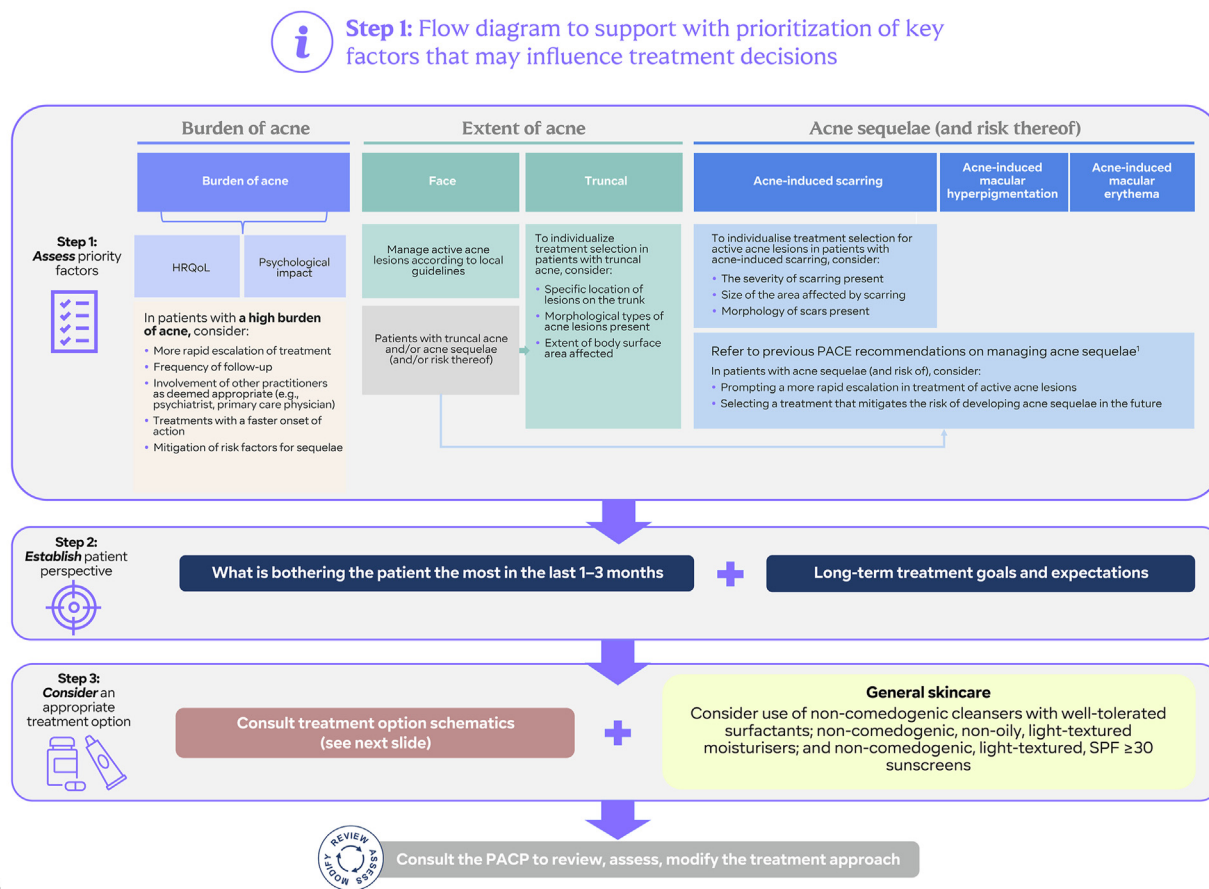 Step 1: Flow diagram to support with prioritization of key
factors that may influence treatment decisions
Burden of acne
Extent of acne
Acne sequelae (and risk thereof)
Burden of acne
Face
Truncal
Acne-induced scarring
Acne-induced
macular
hyperpigmentation
Acne-induced
macular
erythema
Step 1:
Assess priority
factors
HRQoL
Psychological
impact
In patients with a high burden
of acne, consider:
• More rapid escalation of treatment
• Frequency of follow-up
• Involvement of other practitioners
as deemed appropriate (e.g.,
psychiatrist, primary care physician)
• Treatments with a faster onset of
action
• Mitigation of risk factors for sequelae
Manage active acne
lesions according to local
guidelines
Patients with truncal acne
and/or acne sequelae
(and/or risk thereof)
To individualize
treatment selection in
patients with truncal
acne, consider:
• Specific location of
lesions on the trunk
• Morphological types of
acne lesions present
• Extent of body surface
area affected
To individualise treatment selection for
active acne lesions in patients with
acne-induced scarring, consider:
• The severity of scarring present
• Size of the area affected by scarring
• Morphology of scars present
Refer to previous PACE recommendations on managing acne sequelae¹
In patients with acne sequelae (and risk of), consider:
• Prompting a more rapid escalation in treatment of active acne lesions
• Selecting a treatment that mitigates the risk of developing acne sequelae in the future
Step 2:
Establish patient
perspective
What is bothering the patient the most in the last 1–3 months
+
Long-term treatment goals and expectations
Step 3:
Consider an
appropriate
treatment option
Consult treatment option schematics
(see next slide)
+
General skincare
Consider use of non-comedogenic cleansers with well-tolerated
surfactants; non-comedogenic, non-oily, light-textured
moisturisers; and non-comedogenic, light-textured, SPF ≥30
sunscreens
REVIEW ASSESS MODIFY
Consult the PACP to review, assess, modify the treatment approach